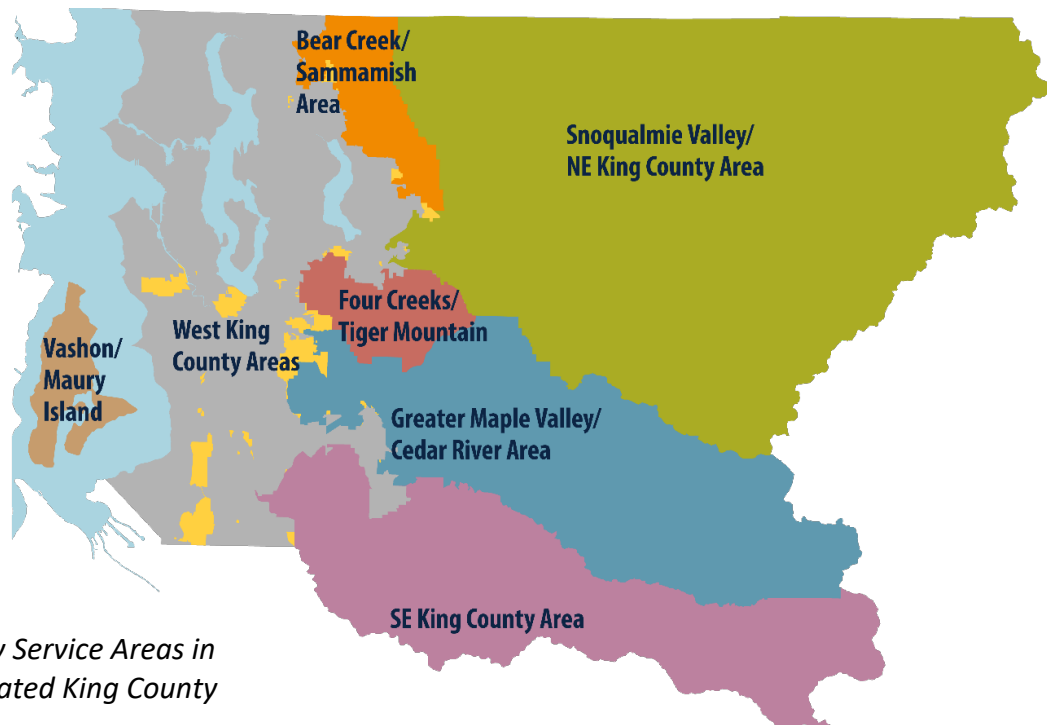 Bear Creek/
Sammamish
Area
Snoqualmie Valley/
NE King County Area
Four Creeks/
Tiger Mountain
West King
County Areas
Vashon/
Maury
Island
Greater Maple Valley/
Cedar River Area
SE King County Area
Service Areas in
King County